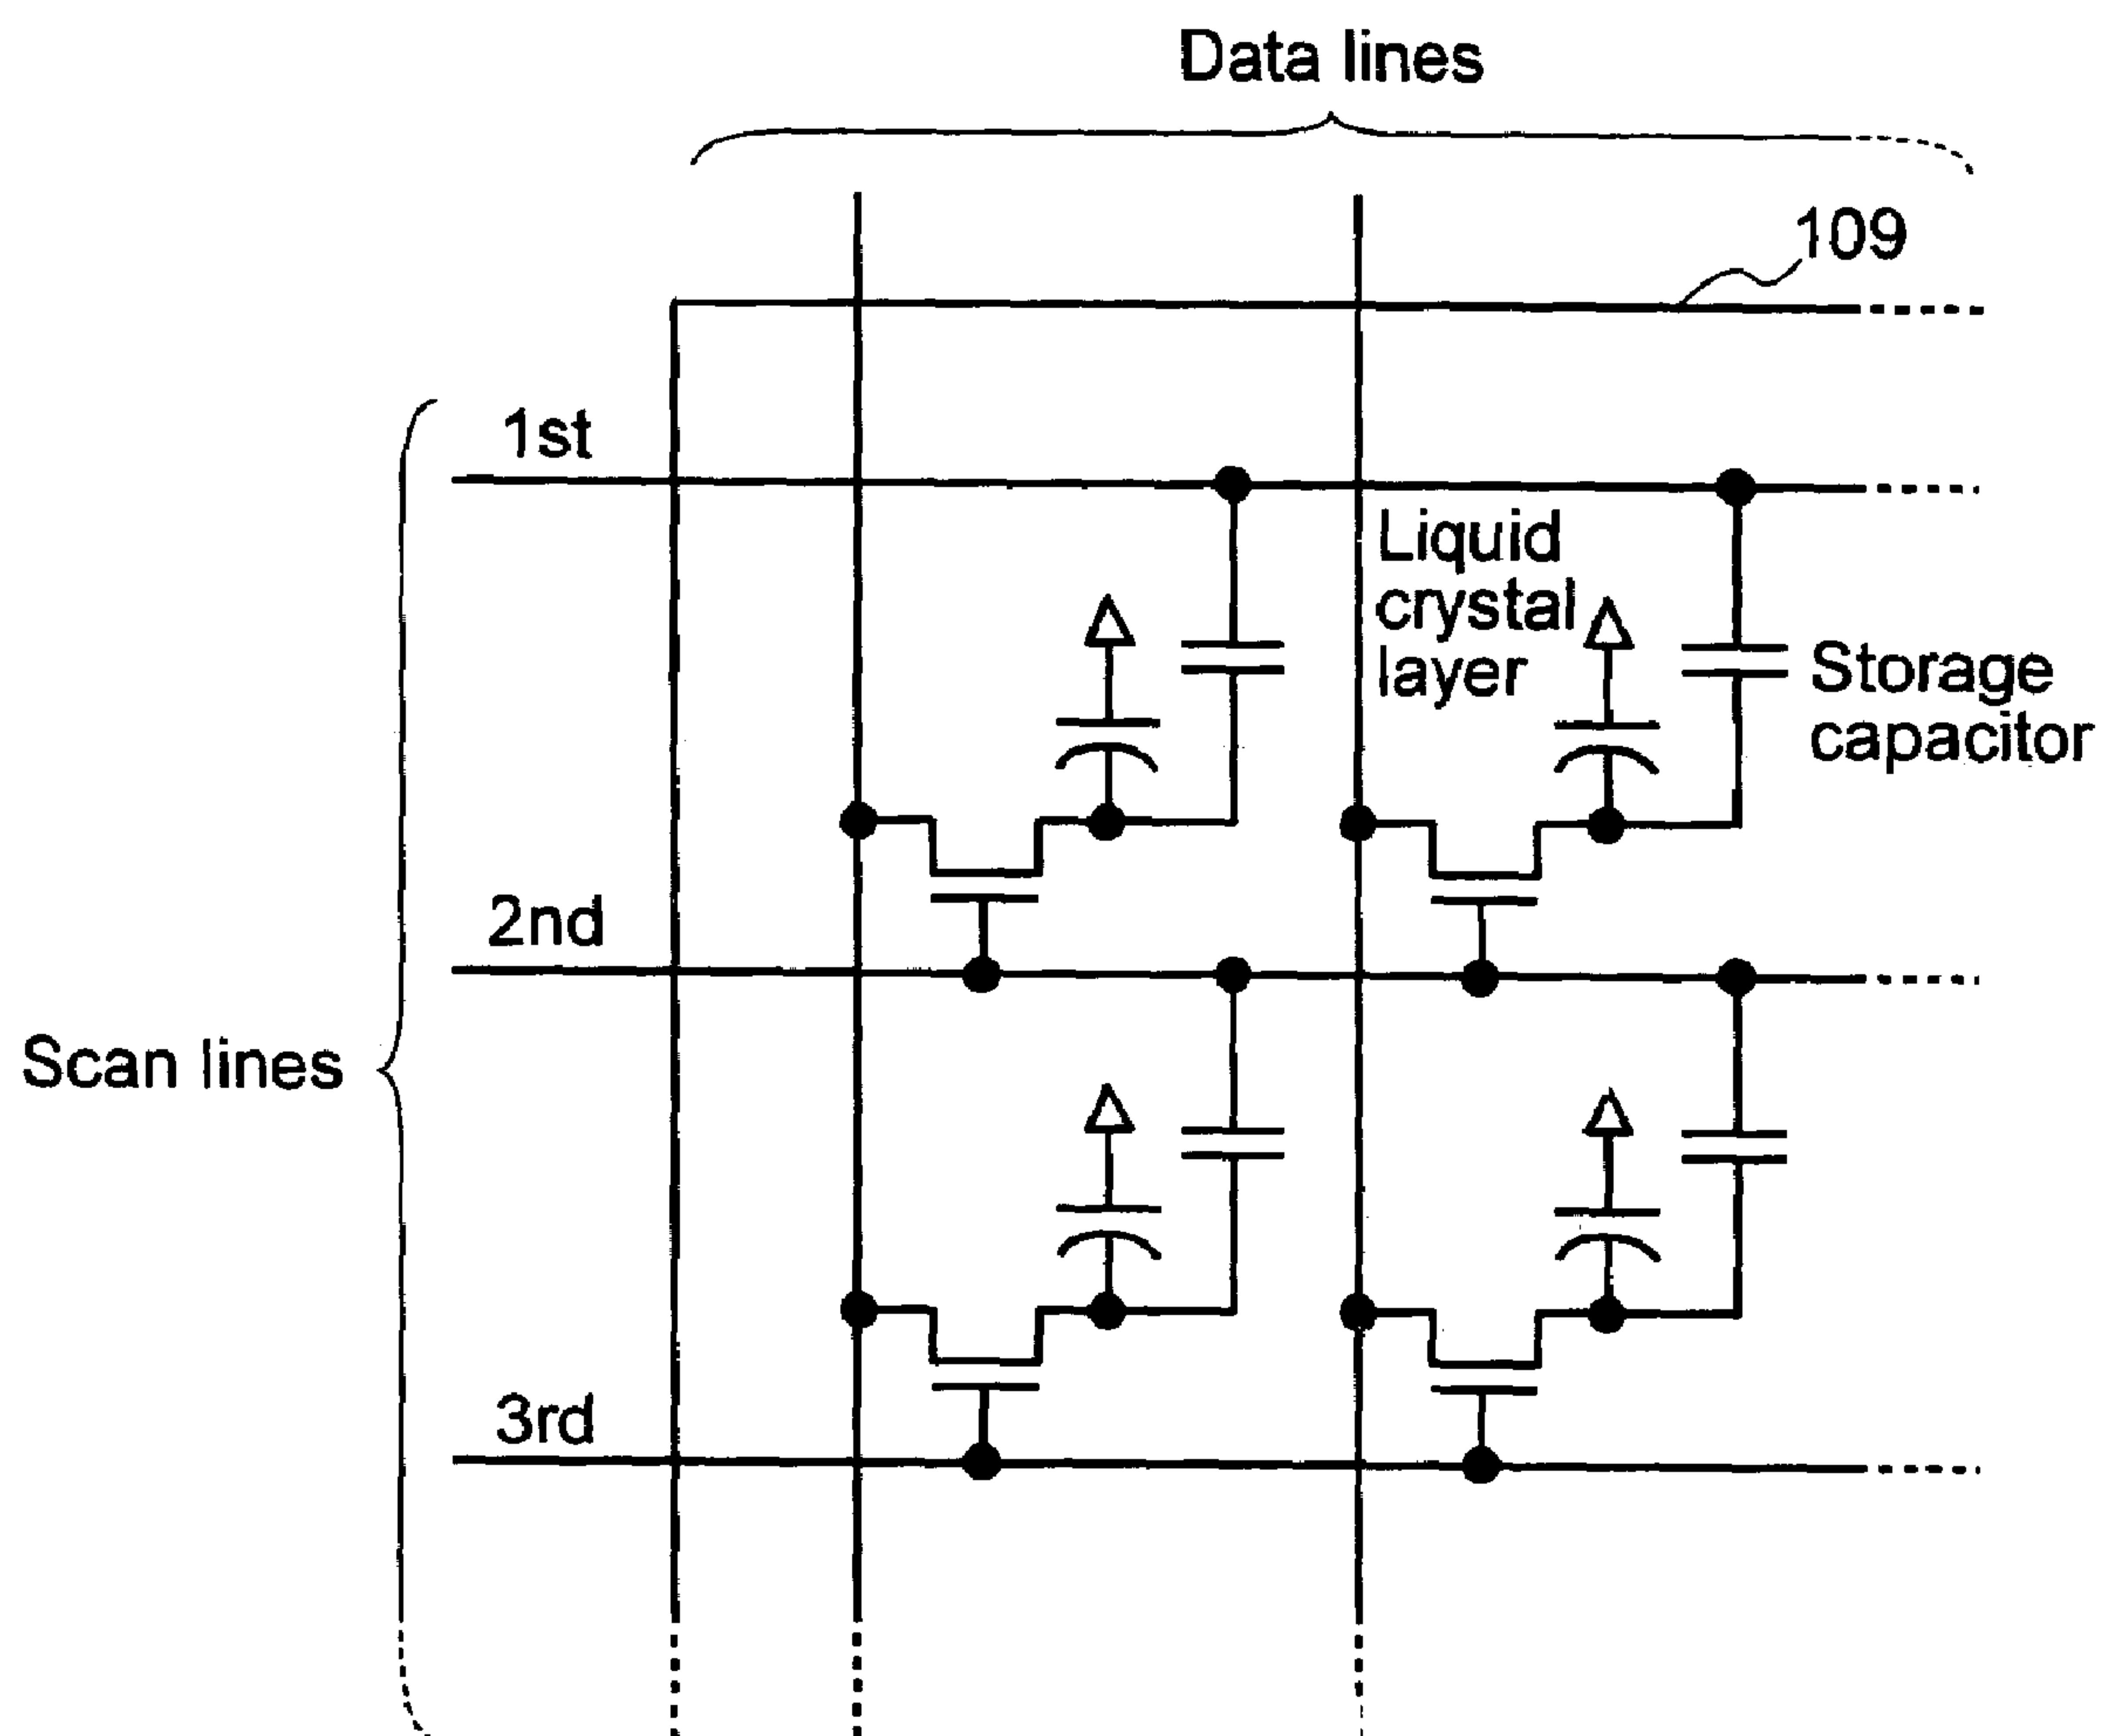 Data lines
109
1st
Liquid
crystal
layer
Storage
capacitor
2nd
Scan lines
3rd